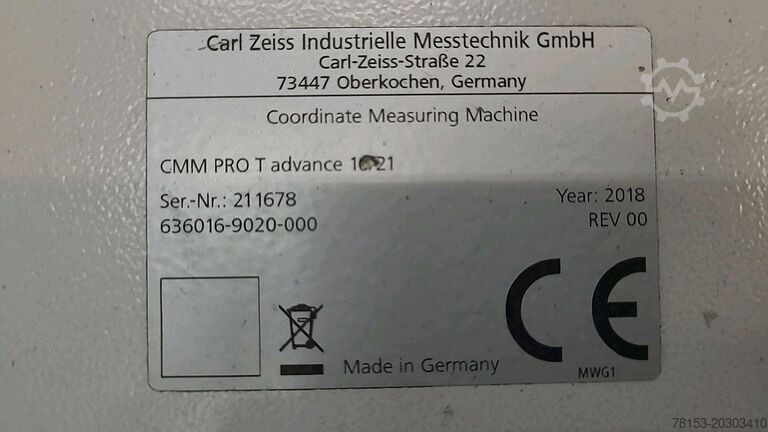 Carl Zeiss Industrielle Messtechnik GmbH
Carl-Zeiss-Straße 22
73447 Oberkochen, Germany
Coordinate Measuring Machine
CMM PRO T advance
Ser.-Nr.: 211678
Year: 2018
636016-9020-000
REV 00
Made in Germany
CE
MWG1
78153-20303410